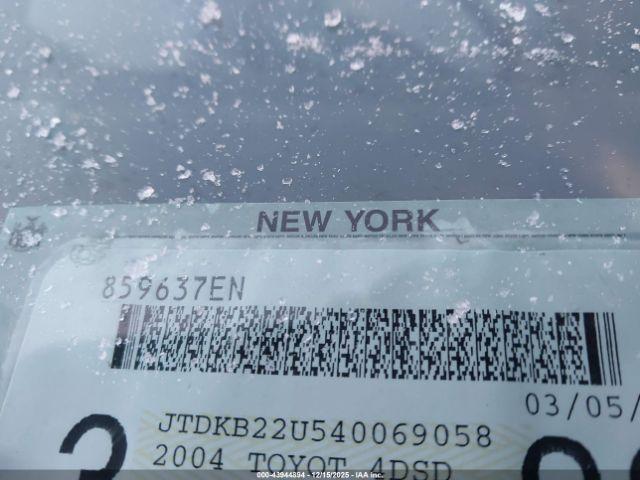 NEW YORK
859637EN
03/05/
JTDKB22U540069058
2004 TOYOT 4DSD
000-43944894 • 12/15/2025 • IAA Inc.